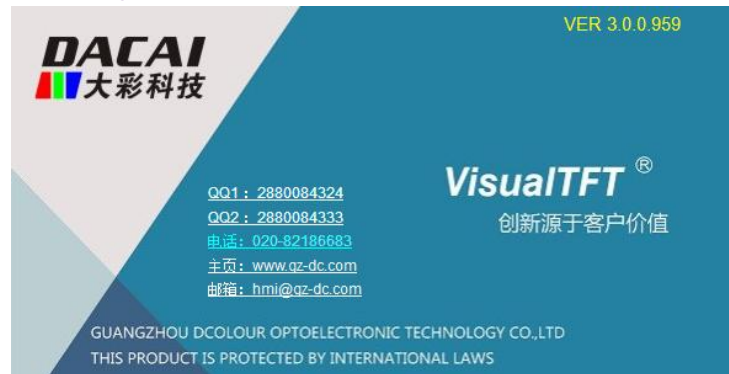 VER 3.0.0.959
DACAI
大彩科技
VisualTFT ®
创新源于客户价值
QQ1：2880084324
QQ2：2880084333
电话：020-82186683
主页：www.gz-dc.com
邮箱：hmi@gz-dc.com
GUANGZHOU DCOLOUR OPTOELECTRONIC TECHNOLOGY CO.,LTD
THIS PRODUCT IS PROTECTED BY INTERNATIONAL LAWS